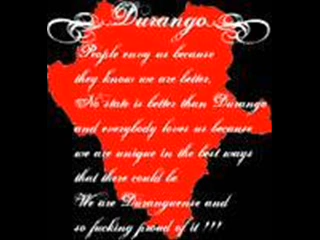 Durango
People envy us because
they know we are better,
No state is better than Durango
and everybody loves us because
we are unique in the best ways
that there could be
We are Duranguense and
so fucking proud of it !!!